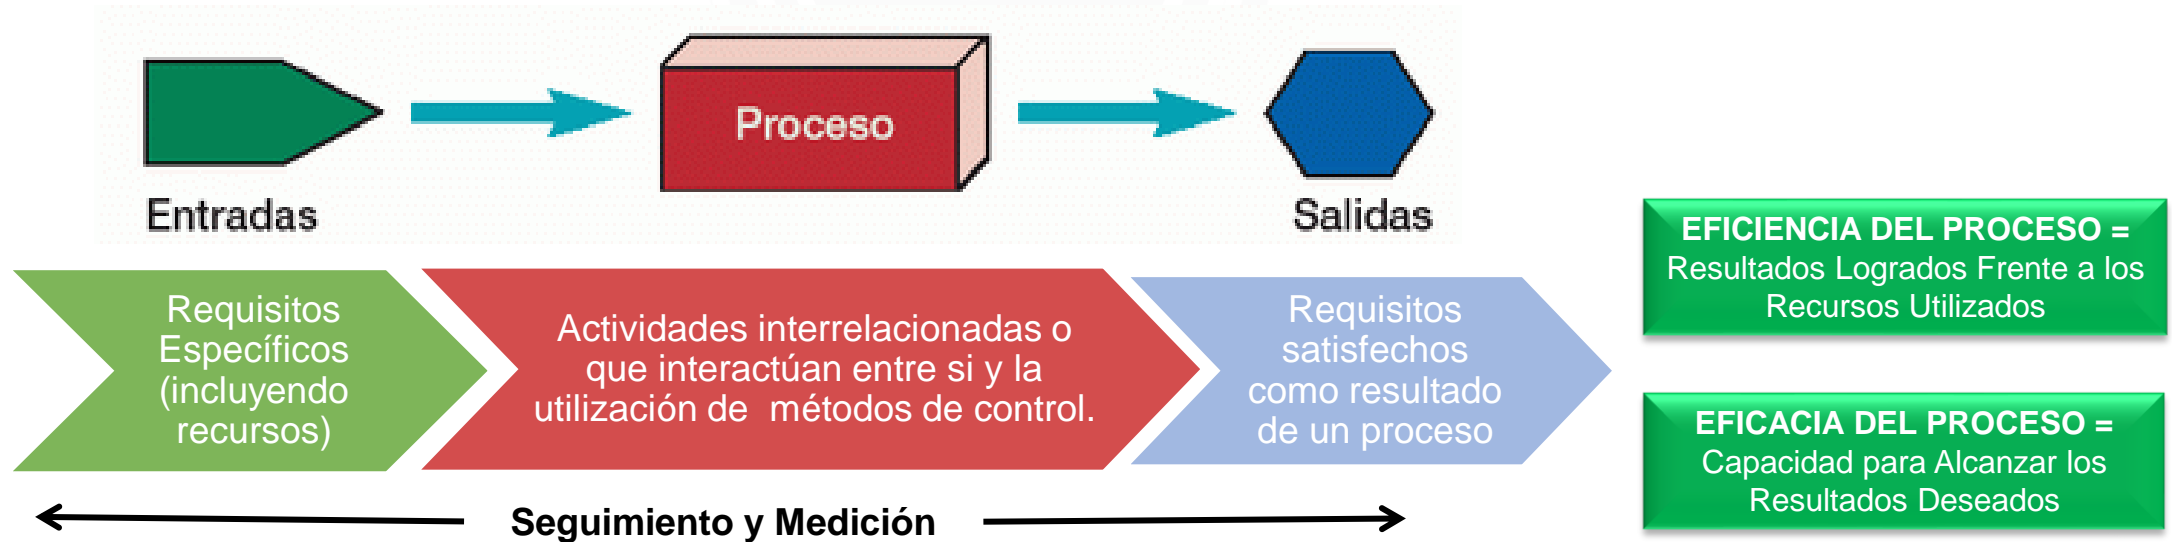 Proceso
Entradas
Salidas
Requisitos
Específicos
(incluyendo
recursos)
Actividades interrelacionadas o
que interactúan entre si y la
utilización de métodos de control.
Requisitos
satisfechos
como resultado
de un proceso
Seguimiento y Medición
EFICIENCIA DEL PROCESO =
Resultados Logrados Frente a los
Recursos Utilizados
EFICACIA DEL PROCESO =
Capacidad para Alcanzar los
Resultados Deseados